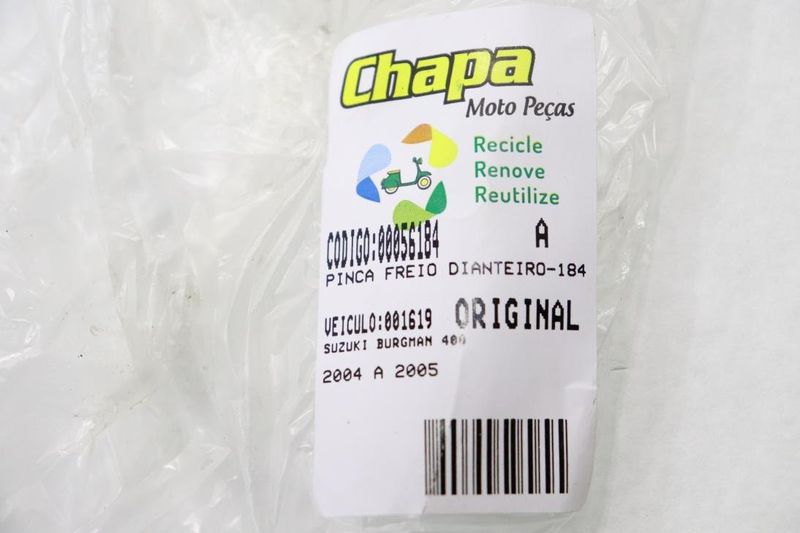 Chapa
Moto Peças
Recicle
Renove
Reutilize
CODIGO:00056184 A
PINCA FREIO DIANTEIRO-184
VEICULO:001619 ORIGINAL
SUZUKI BURGMAN 400
2004 A 2005